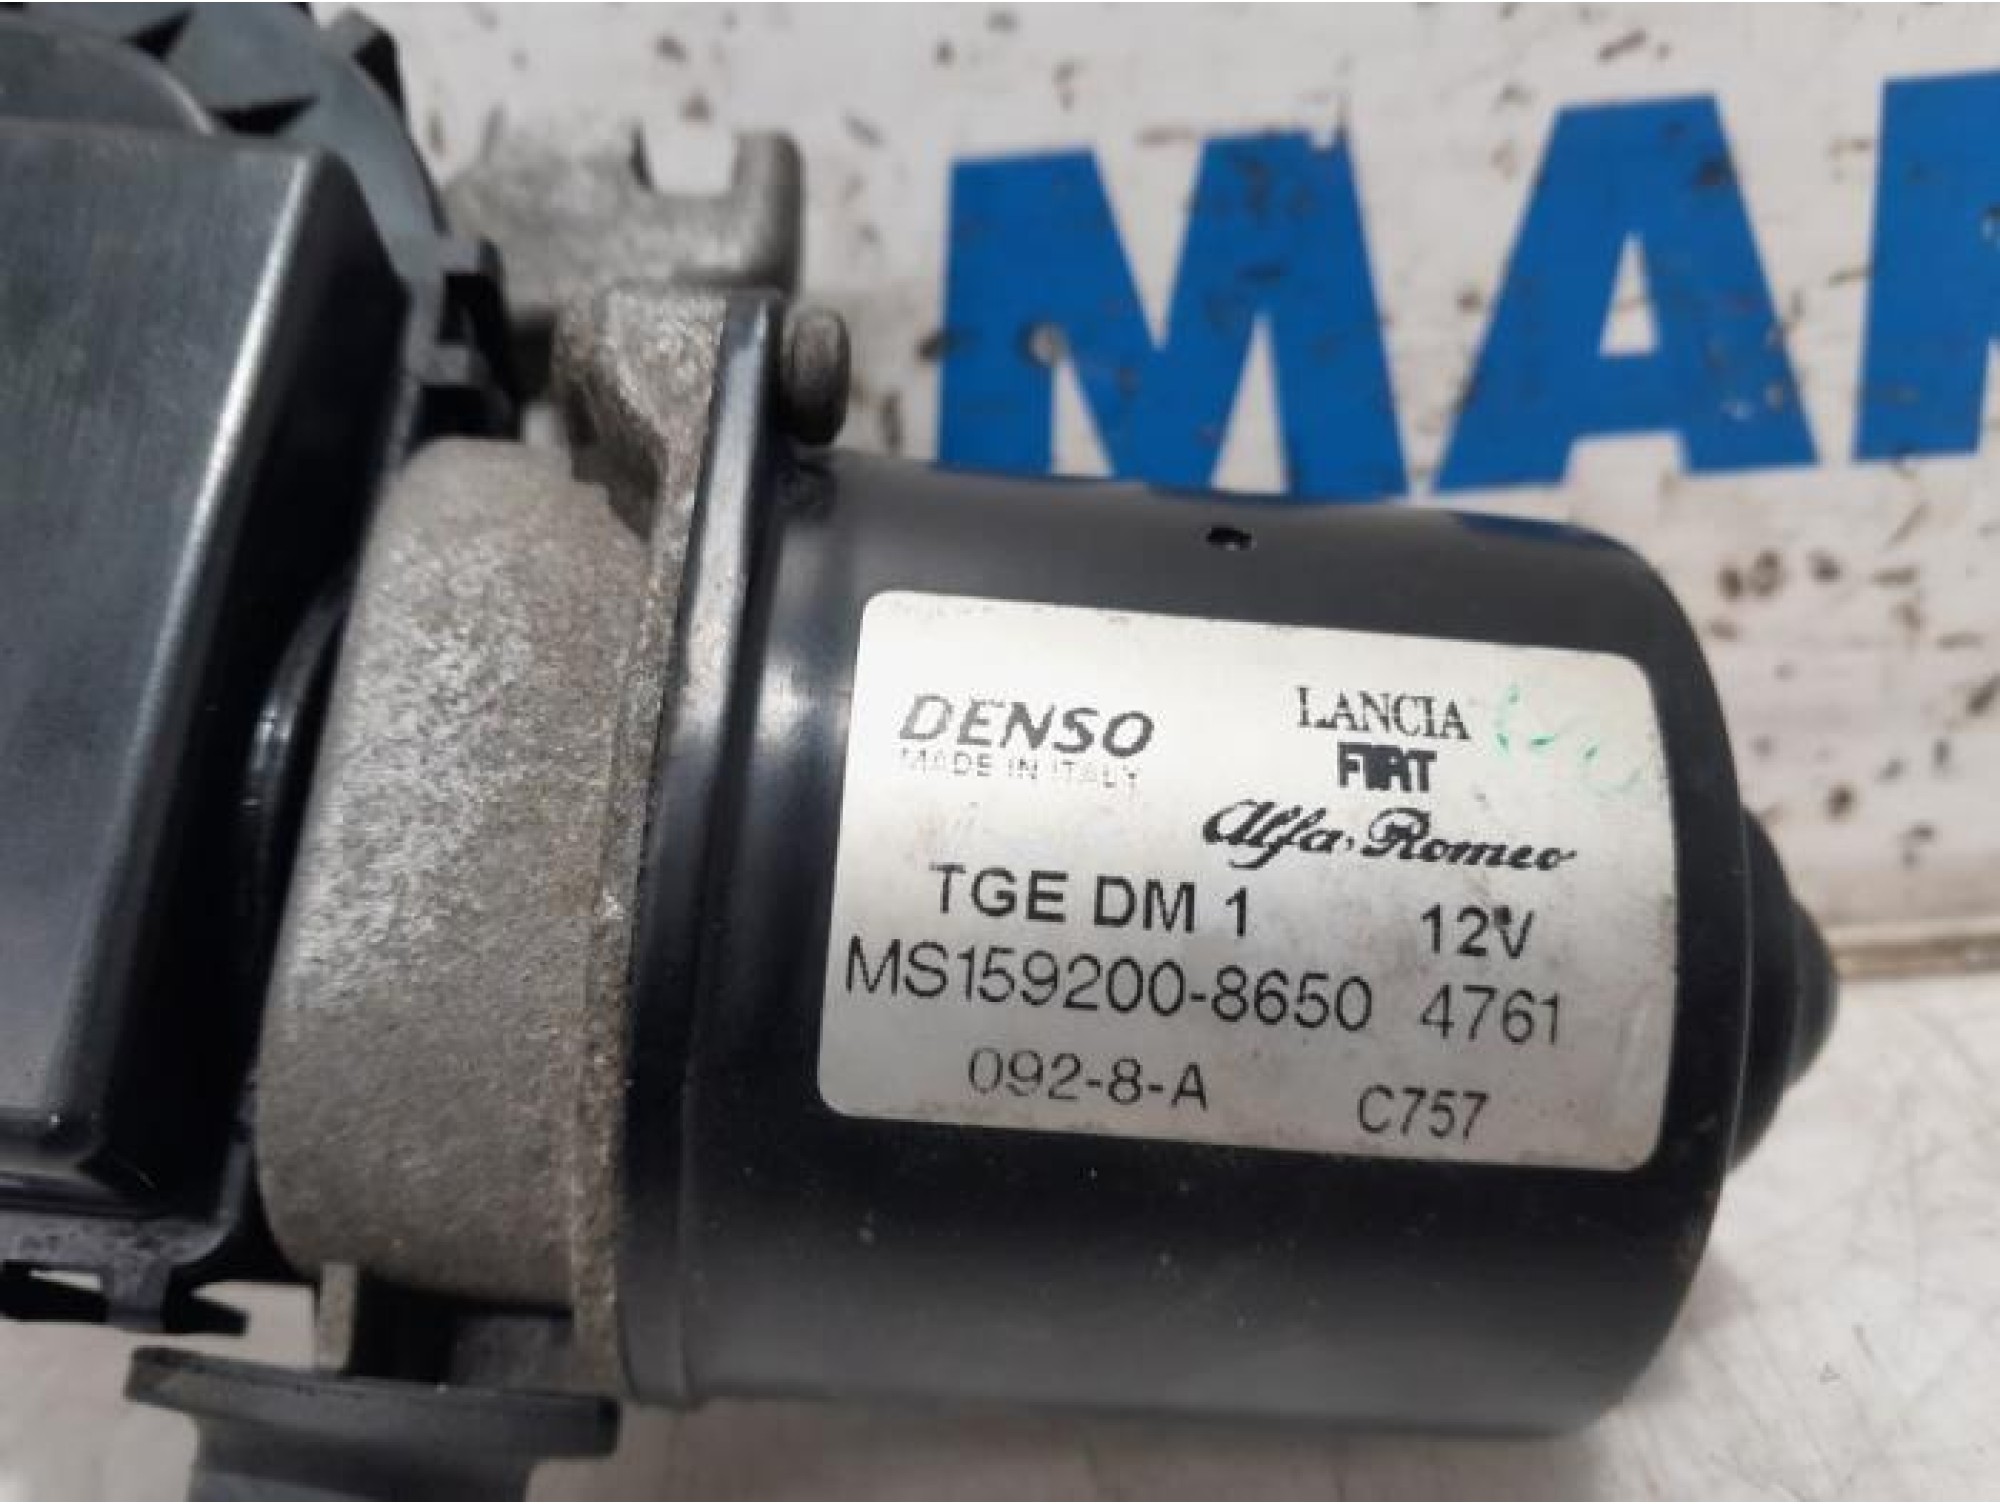 MAR
DENSO
MADE IN ITALY
LANCIA
FIAT
Alfa-Romeo
TGE DM 1 12V
MS159200-8650 4761
092-8-A C757